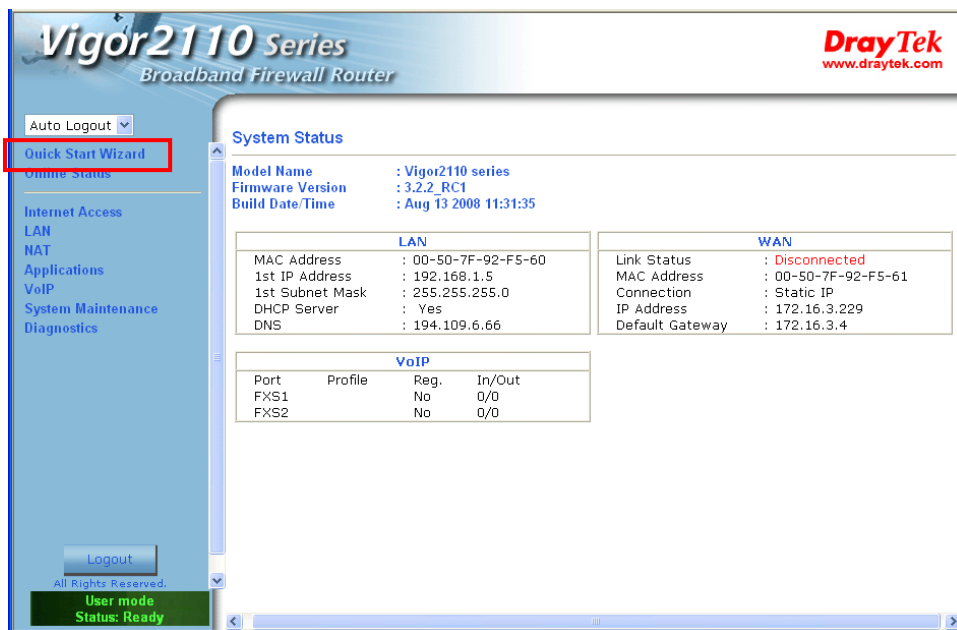 Vigor2110 Series
Broadband Firewall Router
DrayTek
www.draytek.com
Auto Logout
Quick Start Wizard
Online Status
Internet Access
LAN
NAT
Applications
VoIP
System Maintenance
Diagnostics
Logout
All Rights Reserved.
User mode
Status: Ready
System Status
Model Name : Vigor2110 series
Firmware Version : 3.2.2_RC1
Build Date/Time : Aug 13 2008 11:31:35
LAN
MAC Address : 00-50-7F-92-F5-60
1st IP Address : 192.168.1.5
1st Subnet Mask : 255.255.255.0
DHCP Server : Yes
DNS : 194.109.6.66
WAN
Link Status : Disconnected
MAC Address : 00-50-7F-92-F5-61
Connection : Static IP
IP Address : 172.16.3.229
Default Gateway : 172.16.3.4
VoIP
Port Profile Reg. In/Out
FXS1 No 0/0
FXS2 No 0/0